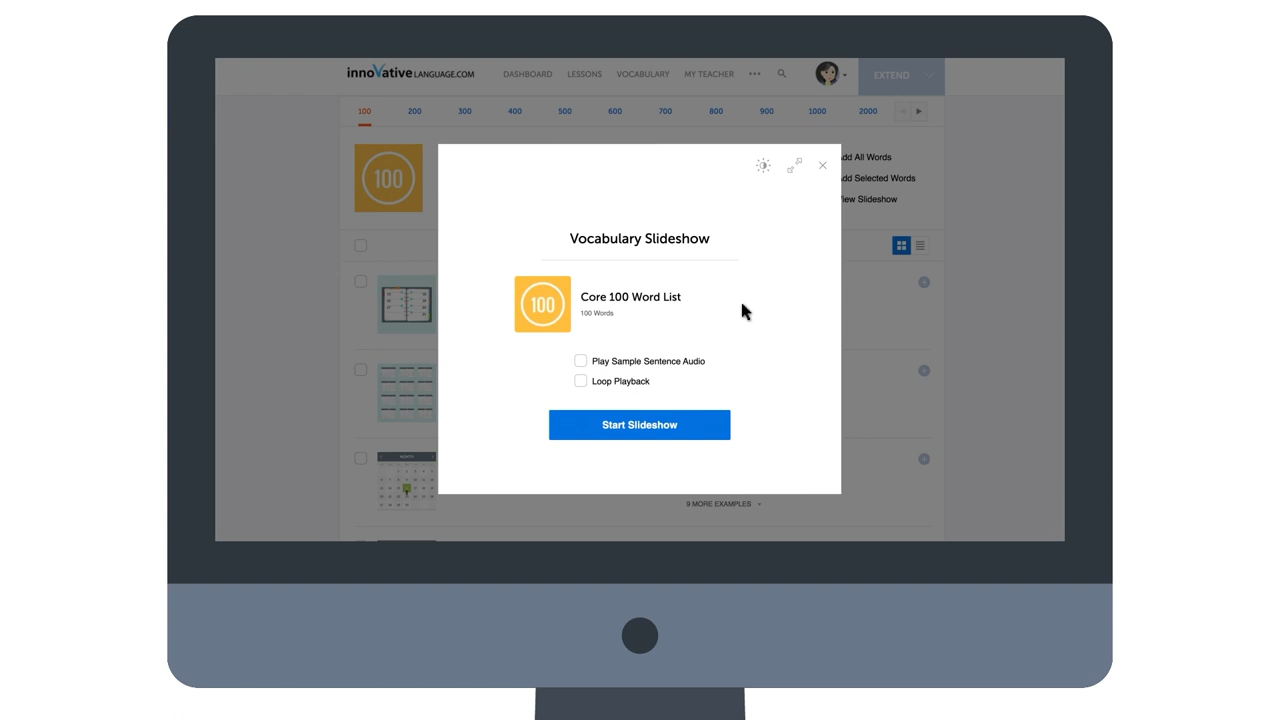 innoVative LANGUAGE.COM DASHBOARD LESSONS VOCABULARY MY TEACHER EXTEND
100 200 300 400 500 600 700 800 900 1000 2000
100
dd All Words
dd Selected Words
iew Slideshow
Vocabulary Slideshow
100
Core 100 Word List
100 Words
Play Sample Sentence Audio
Loop Playback
Start Slideshow
MONTH
9 MORE EXAMPLES